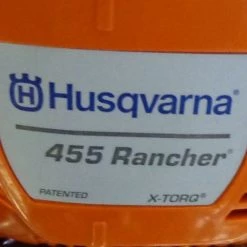 Husqvarna®
455 Rancher®
PATENTED X-TORQ®